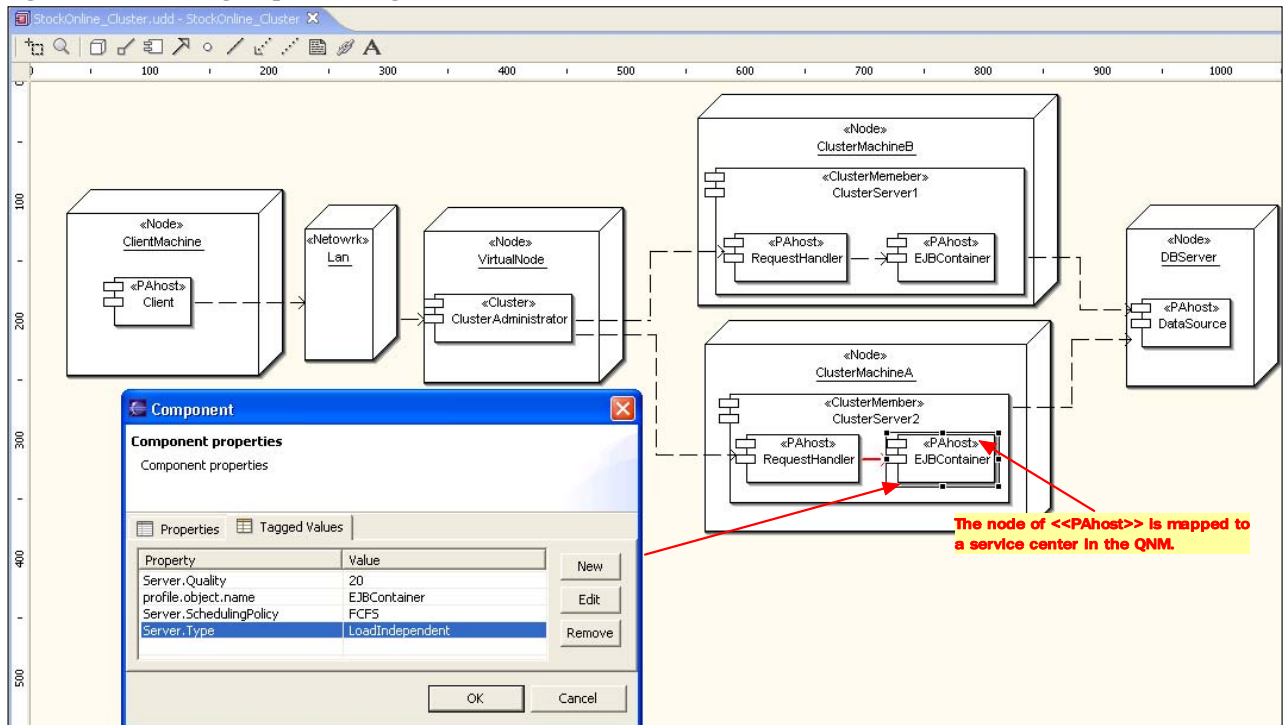 StockOnline_Cluster.udd - StockOnline_Cluster
A
0 100 200 300 400 500 600 700 800 900 1000
0
100
200
300
400
500
«Node»
ClientMachine
«PAhost»
Client
«Netowrk»
Lan
«Node»
VirtualNode
«Cluster»
ClusterAdministrator
«Node»
ClusterMachineB
«ClusterMemeber»
ClusterServer1
«PAhost»
RequestHandler
«PAhost»
EJBContainer
«Node»
DBServer
«PAhost»
DataSource
«Node»
ClusterMachineA
«ClusterMember»
ClusterServer2
«PAhost»
RequestHandler
«PAhost»
EJBContainer
The node of <<PAhost>> is mapped to
a service center in the QNM.
Component
Component properties
Component properties
Properties Tagged Values
Property Value
Server.Quality 20
profile.object.name EJBContainer
Server.SchedulingPolicy FCFS
Server.Type LoadIndependent
New
Edit
Remove
OK Cancel